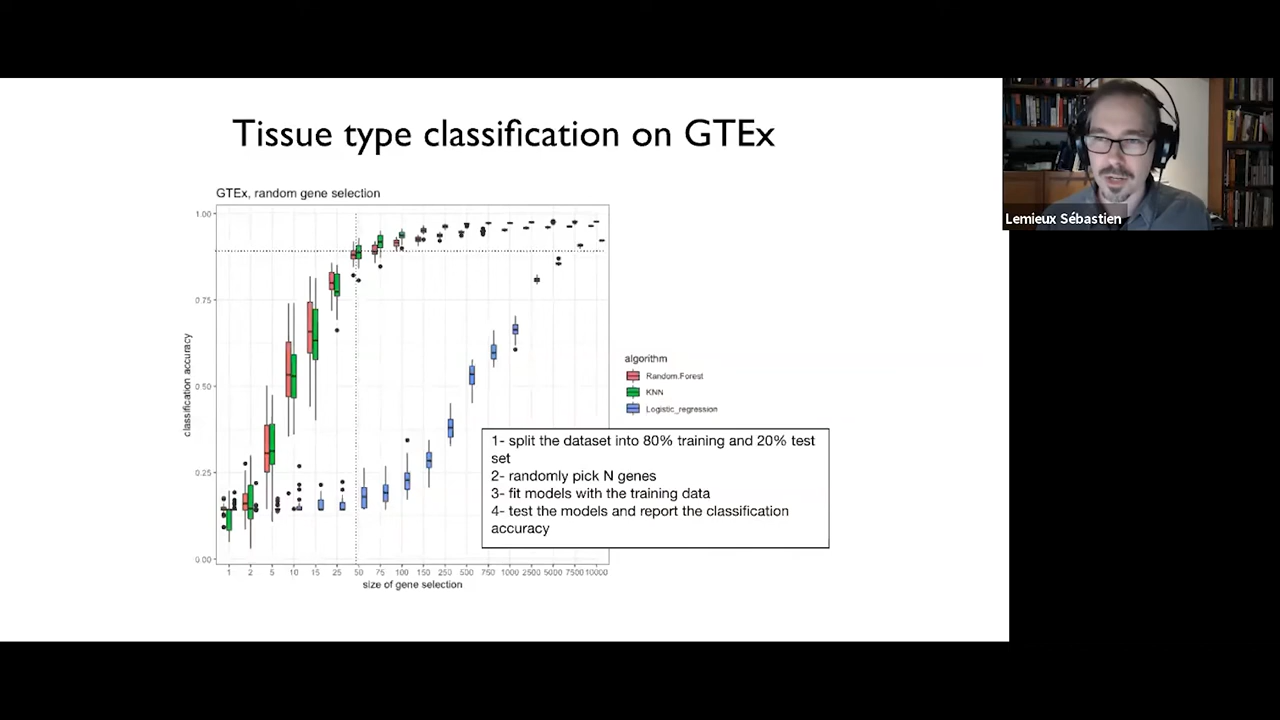 Tissue type classification on GTEx
GTEx, random gene selection
1.00
0.75
0.50
0.25
0.00
classification accuracy
1 2 5 10 15 25 50 75 100 150 250 500 750 1000 2500 5000 7500 10000
size of gene selection
algorithm
Random.Forest
KNN
Logistic_regression
1- split the dataset into 80% training and 20% test
set
2- randomly pick N genes
3- fit models with the training data
4- test the models and report the classification
accuracy
Lemieux Sébastien